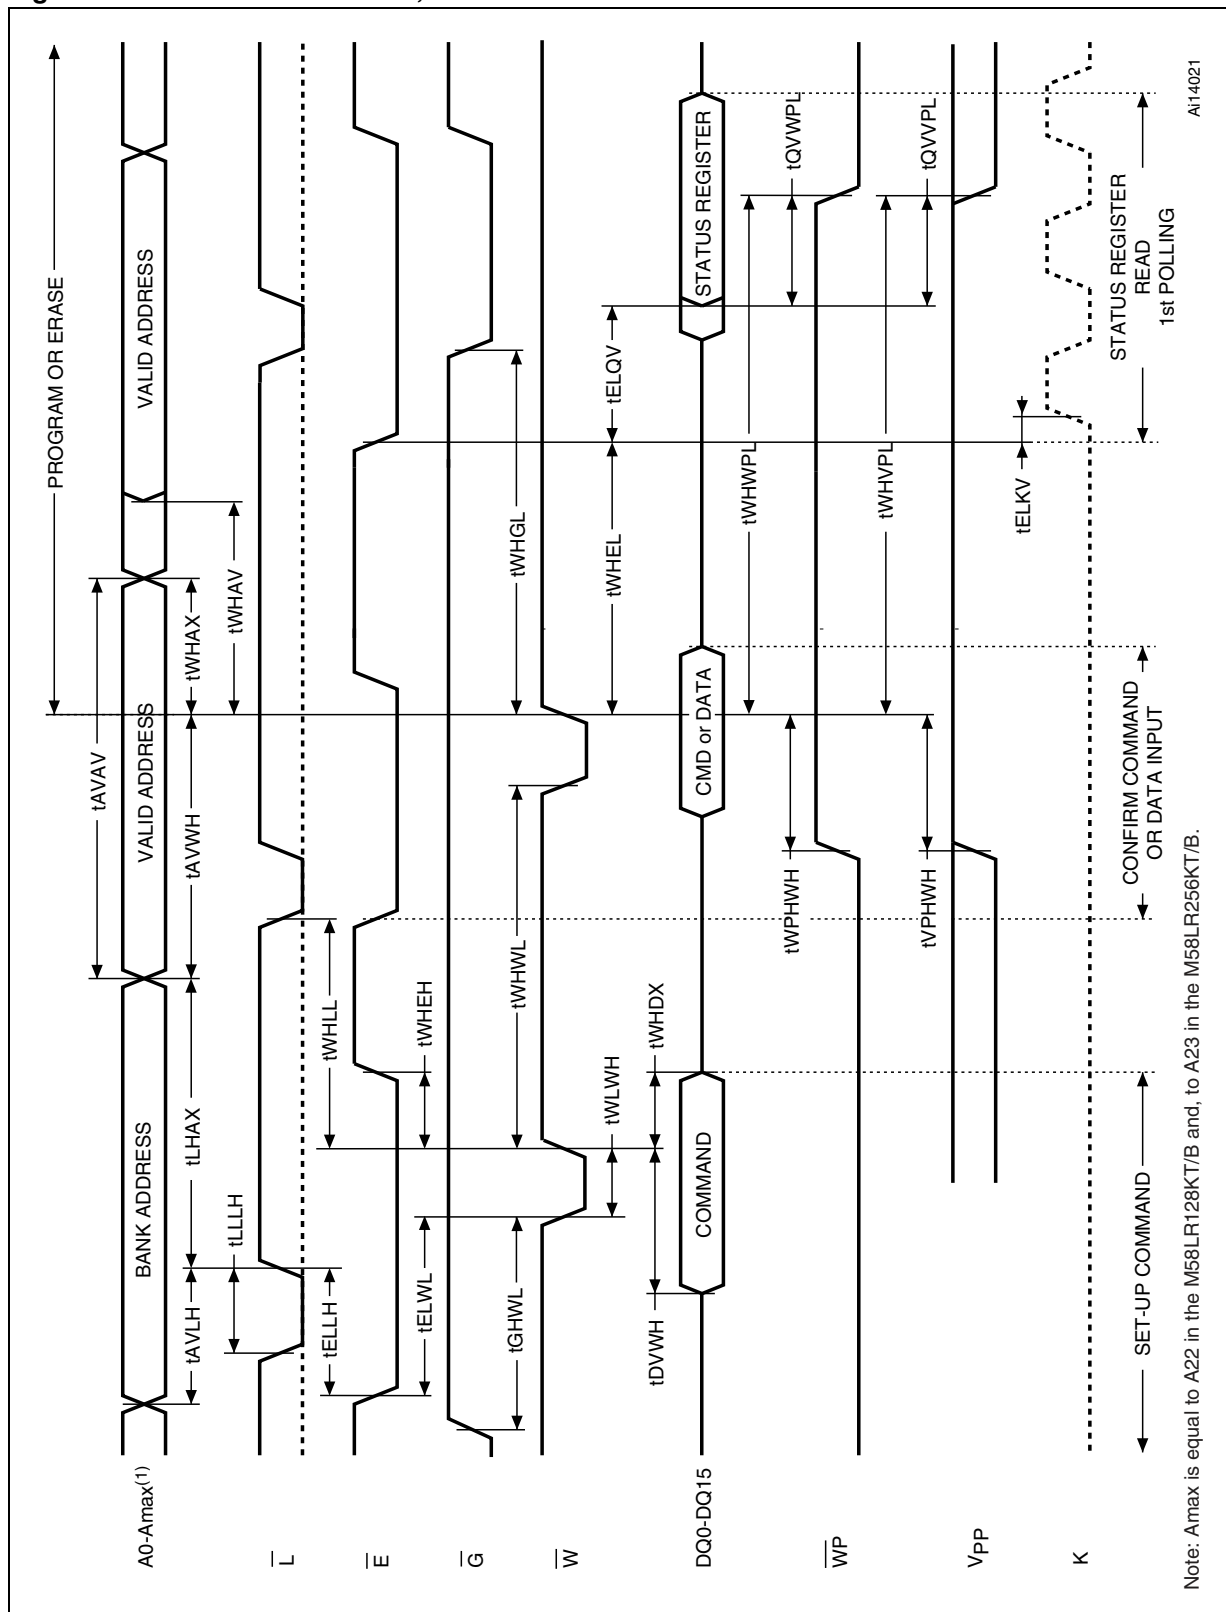 PROGRAM OR ERASE
tAVAV
A0-Amax(1)
BANK ADDRESS
VALID ADDRESS
VALID ADDRESS
tAVLH
tLHAX
tAVWH
tWHAX
tLLLH
tWHAV
L
tELLH
tWHLL
E
tELWL
tWHEH
G
tGHWL
tWHWL
tWHGL
W
tWLWH
tWHEL
tELQV
tDVWH
tWHDX
DQ0-DQ15
COMMAND
CMD or DATA
STATUS REGISTER
tWHWPL
tWPHWH
tQVWPL
WP
tWHVPL
tVPHWH
tQVVPL
VPP
tELKV
K
SET-UP COMMAND
CONFIRM COMMAND
OR DATA INPUT
STATUS REGISTER
READ
1st POLLING
Note: Amax is equal to A22 in the M58LR128KT/B and, to A23 in the M58LR256KT/B.
Ai14021